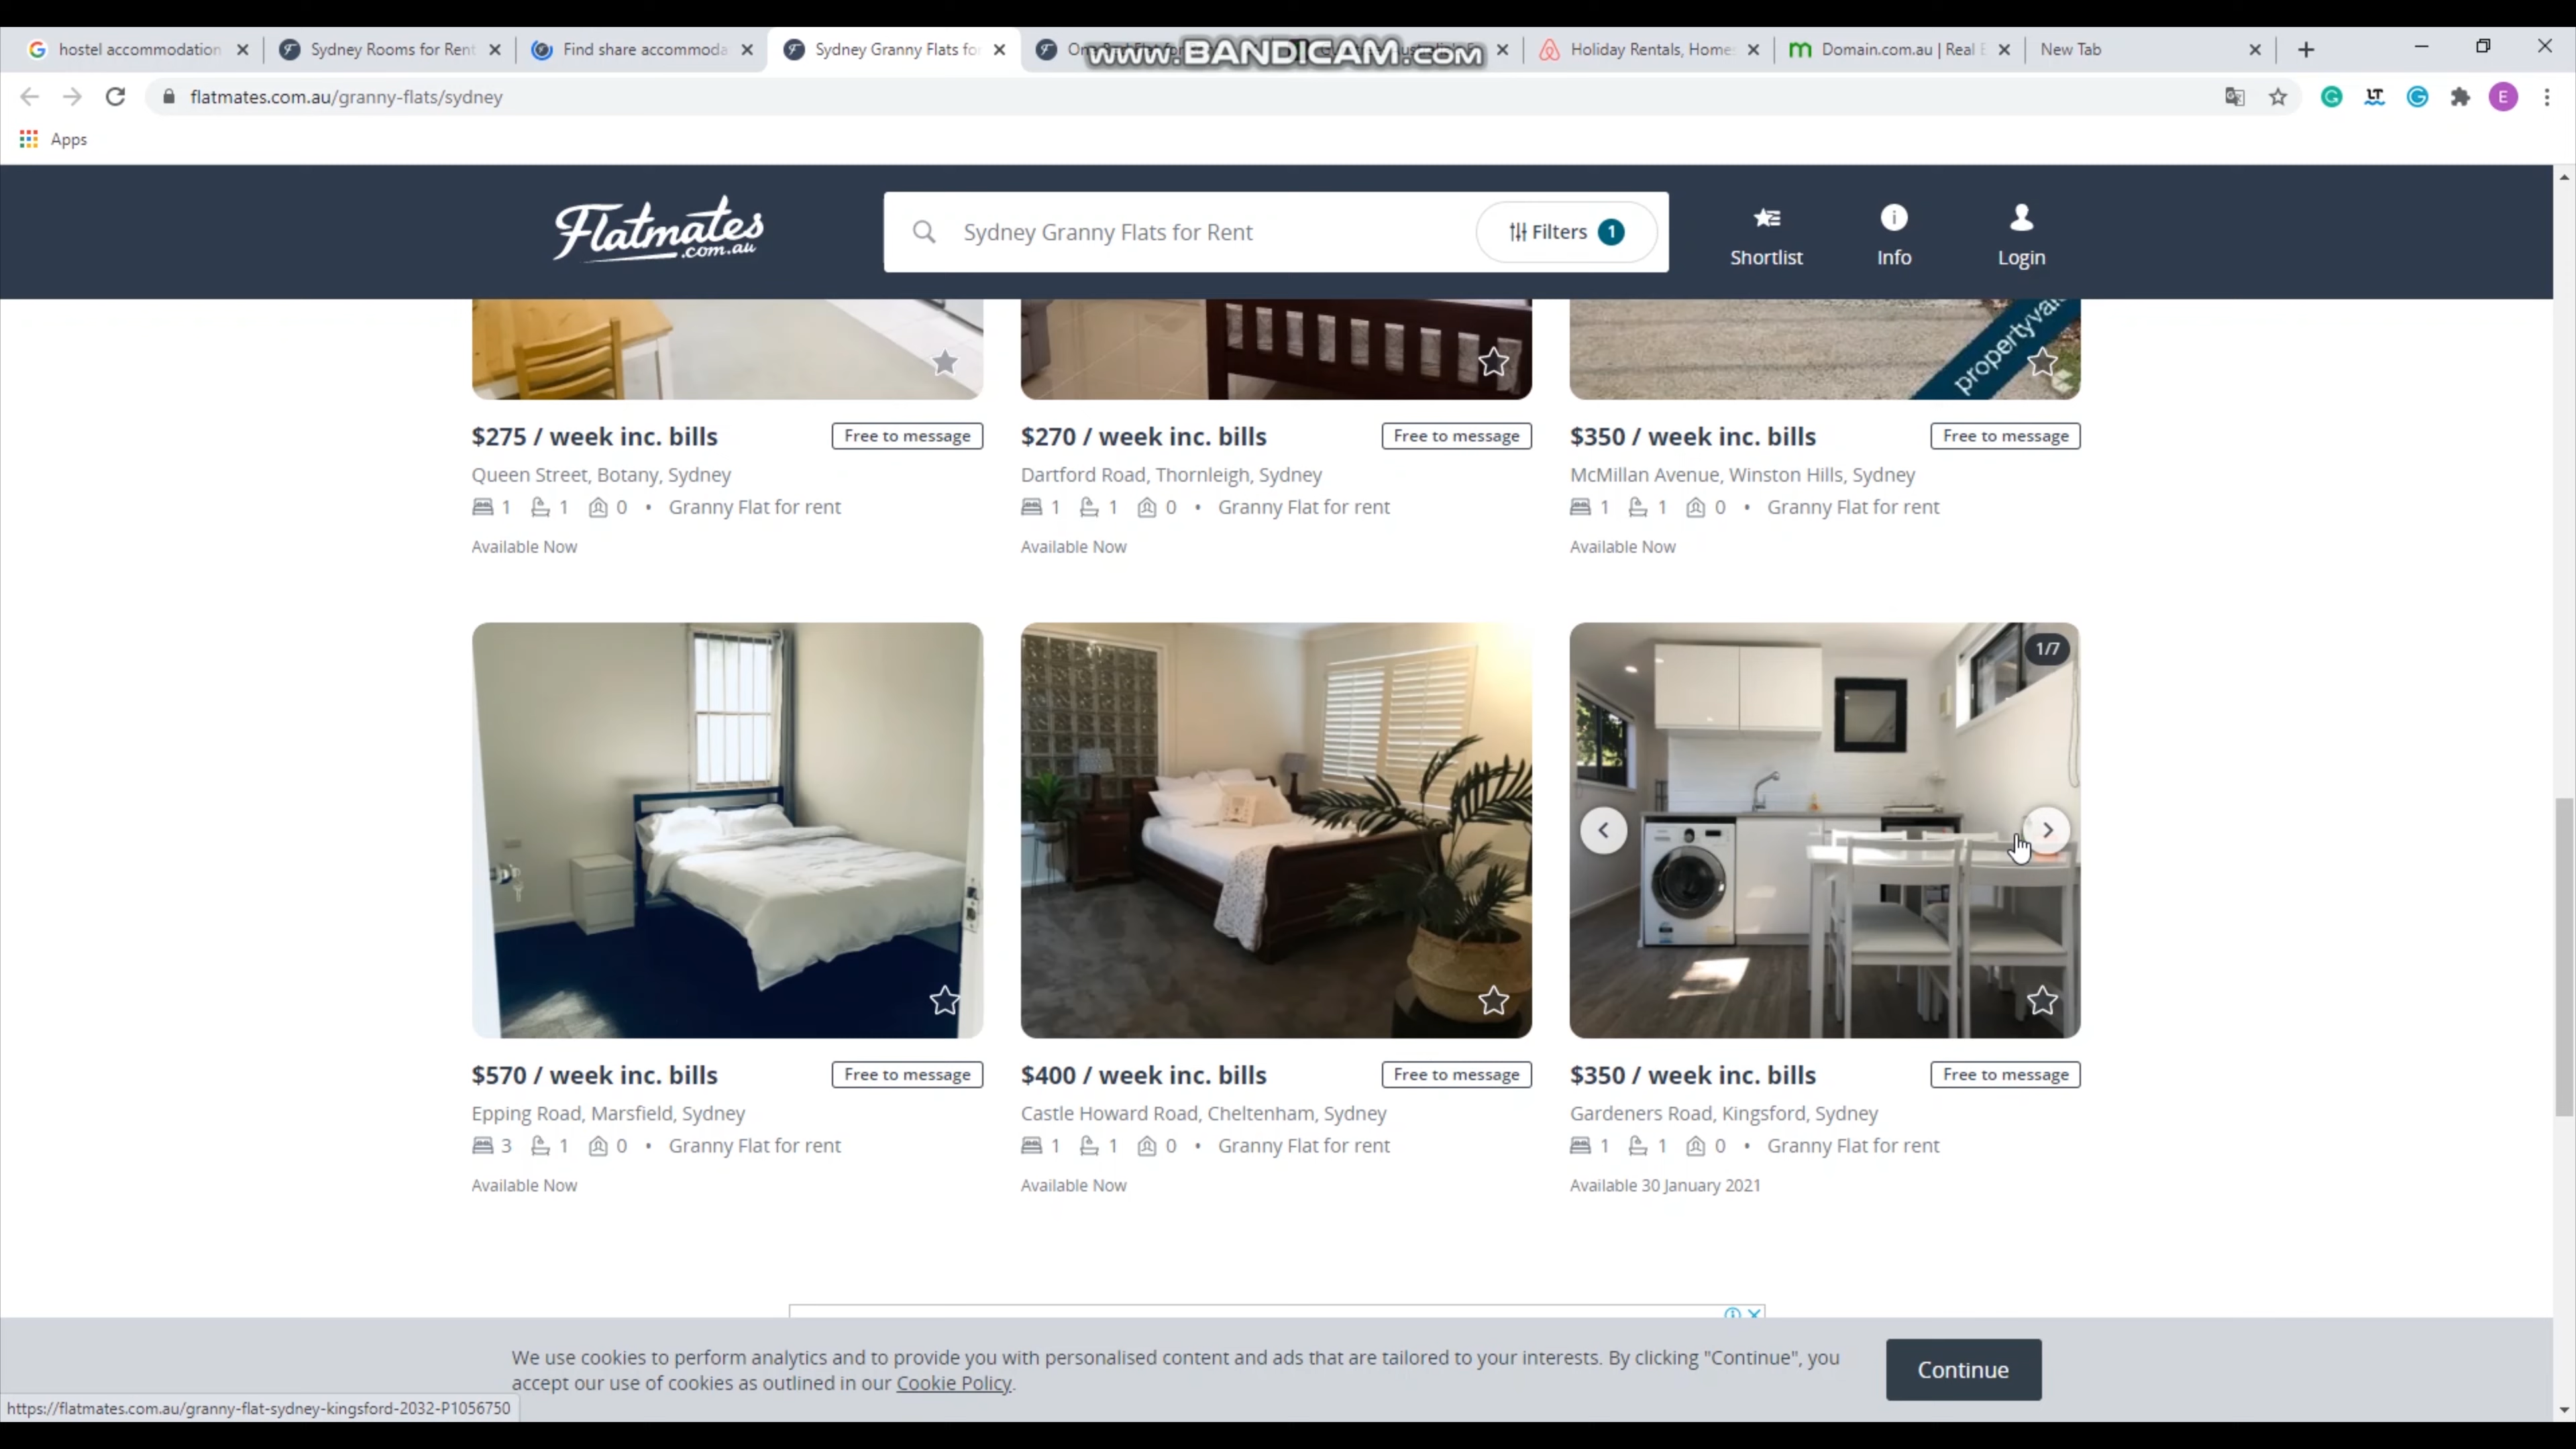 hostel accommodation
Sydney Rooms for Rent
Find share accommoda
Sydney Granny Flats fo
www.BANDICAM.com
Holiday Rentals, Home
Domain.com.au | Real E
New Tab
flatmates.com.au/granny-flats/sydney
E
Apps
Flatmates
.com.au
Sydney Granny Flats for Rent
Filters 1
Shortlist
Info
Login
propertyval
$275 / week inc. bills
Free to message
Queen Street, Botany, Sydney
1 1 0 • Granny Flat for rent
Available Now
$270 / week inc. bills
Free to message
Dartford Road, Thornleigh, Sydney
1 1 0 • Granny Flat for rent
Available Now
$350 / week inc. bills
Free to message
McMillan Avenue, Winston Hills, Sydney
1 1 0 • Granny Flat for rent
Available Now
1/7
$570 / week inc. bills
Free to message
Epping Road, Marsfield, Sydney
3 1 0 • Granny Flat for rent
Available Now
$400 / week inc. bills
Free to message
Castle Howard Road, Cheltenham, Sydney
1 1 0 • Granny Flat for rent
Available Now
$350 / week inc. bills
Free to message
Gardeners Road, Kingsford, Sydney
1 1 0 • Granny Flat for rent
Available 30 January 2021
We use cookies to perform analytics and to provide you with personalised content and ads that are tailored to your interests. By clicking "Continue", you
accept our use of cookies as outlined in our Cookie Policy.
Continue
https://flatmates.com.au/granny-flat-sydney-kingsford-2032-P1056750